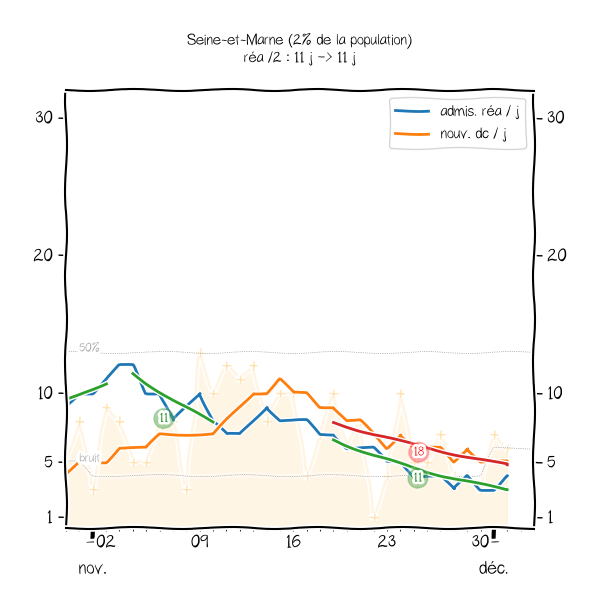 Seine-et-Marne (2% de la population)
réa /2 : 11 j -> 11 j
admis. réa / j
nouv. dc / j
30 30
20 20
50%
10 10
11
bruit
18
5 5
11
1 1
02 09 16 23 30
nov. déc.